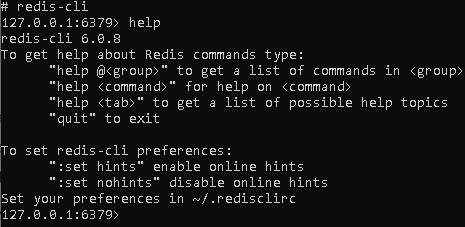 # redis-cli
127.0.0.1:6379> help
redis-cli 6.0.8
To get help about Redis commands type:
      "help @<group>" to get a list of commands in <group>
      "help <command>" for help on <command>
      "help <tab>" to get a list of possible help topics
      "quit" to exit

To set redis-cli preferences:
      ":set hints" enable online hints
      ":set nohints" disable online hints
Set your preferences in ~/.redisclirc
127.0.0.1:6379>